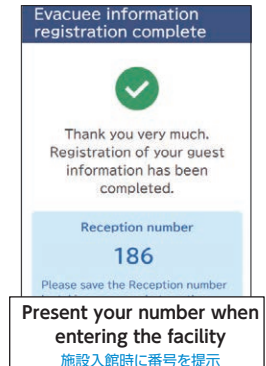 Evacuee information
registration complete
Thank you very much.
Registration of your guest
information has been
completed.
Reception number
186
Please save the Reception number
Present your number when
entering the facility
施設入館時に番号を提示